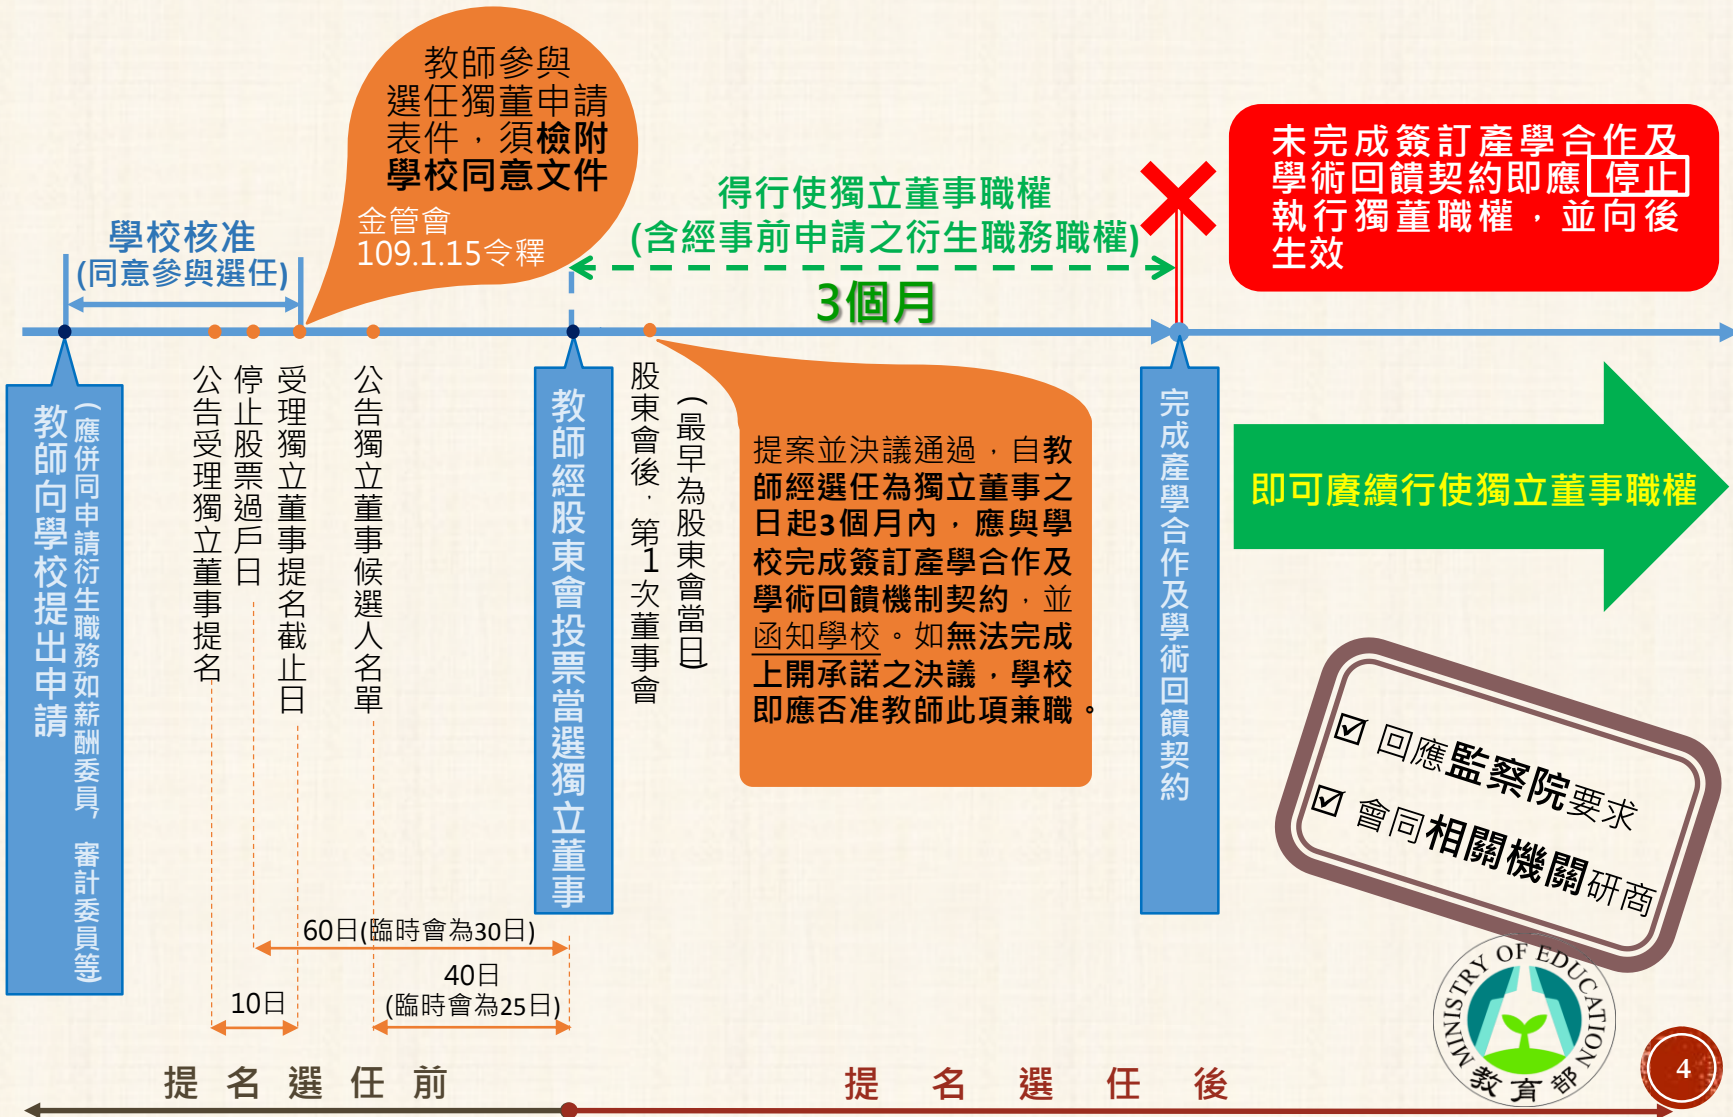 教師參與
選任獨董申請
表件，須檢附
學校同意文件
金管會
109.1.15令釋
未完成簽訂產學合作及
學術回饋契約即應 停止
執行獨董職權，並向後
生效
得行使獨立董事職權
(含經事前申請之衍生職務職權)
3個月
學校核准
(同意參與選任)
教師向學校提出申請
(應併同申請衍生職務如薪酬委員，審計委員等)
公告受理獨立董事提名
停止股票過戶日
受理獨立董事提名截止日
公告獨立董事候選人名單
教師經股東會投票當選獨立董事
股東會後，第1次董事會
(最早為股東會當日)
提案並決議通過，自教
師經選任為獨立董事之
日起3個月內，應與學
校完成簽訂產學合作及
學術回饋機制契約，並
函知學校。如無法完成
上開承諾之決議，學校
即應否准教師此項兼職。
完成產學合作及學術回饋契約
即可賡續行使獨立董事職權
☑ 回應監察院要求
☑ 會同相關機關研商
60日(臨時會為30日)
40日
(臨時會為25日)
10日
MINISTRY OF EDUCATION
教育部
4
提名選任前
提名選任後